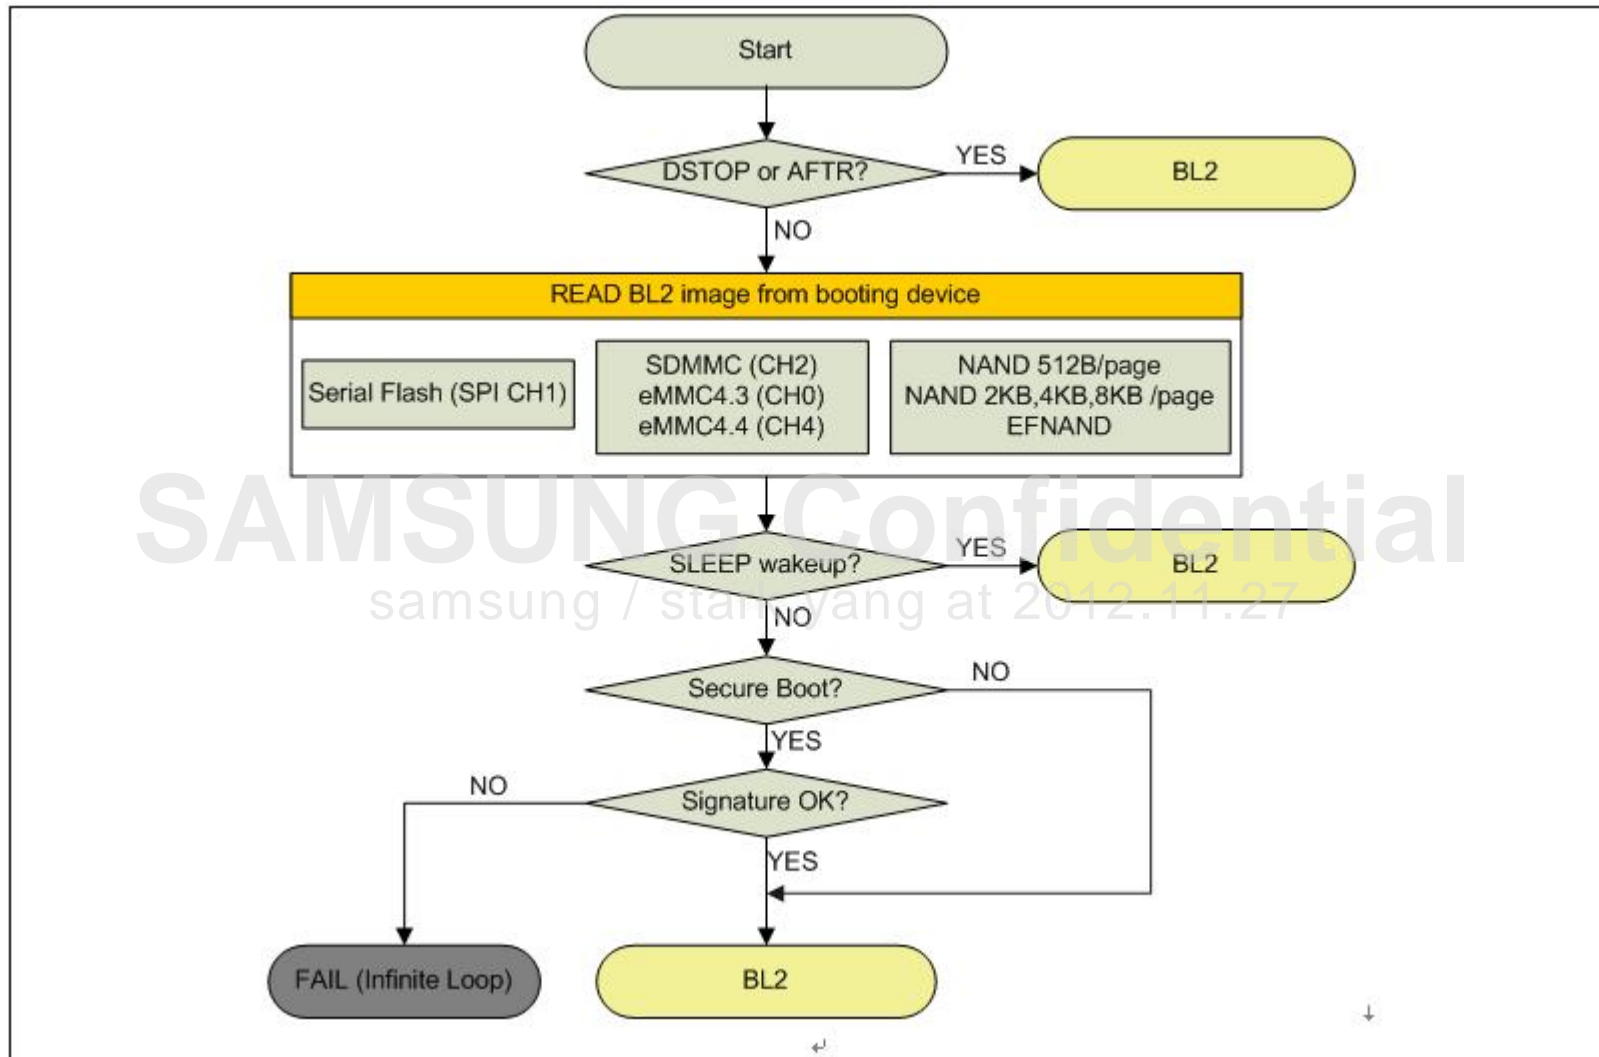 Start
DSTOP or AFTR?
YES
BL2
NO
READ BL2 image from booting device
Serial Flash (SPI CH1)
SDMMC (CH2)
eMMC4.3 (CH0)
eMMC4.4 (CH4)
NAND 512B/page
NAND 2KB,4KB,8KB /page
EFNAND
SAMSUNG Confidential
SLEEP wakeup?
YES
BL2
samsung / yang at 2012.11.27
NO
Secure Boot?
NO
YES
Signature OK?
NO
YES
FAIL (Infinite Loop)
BL2